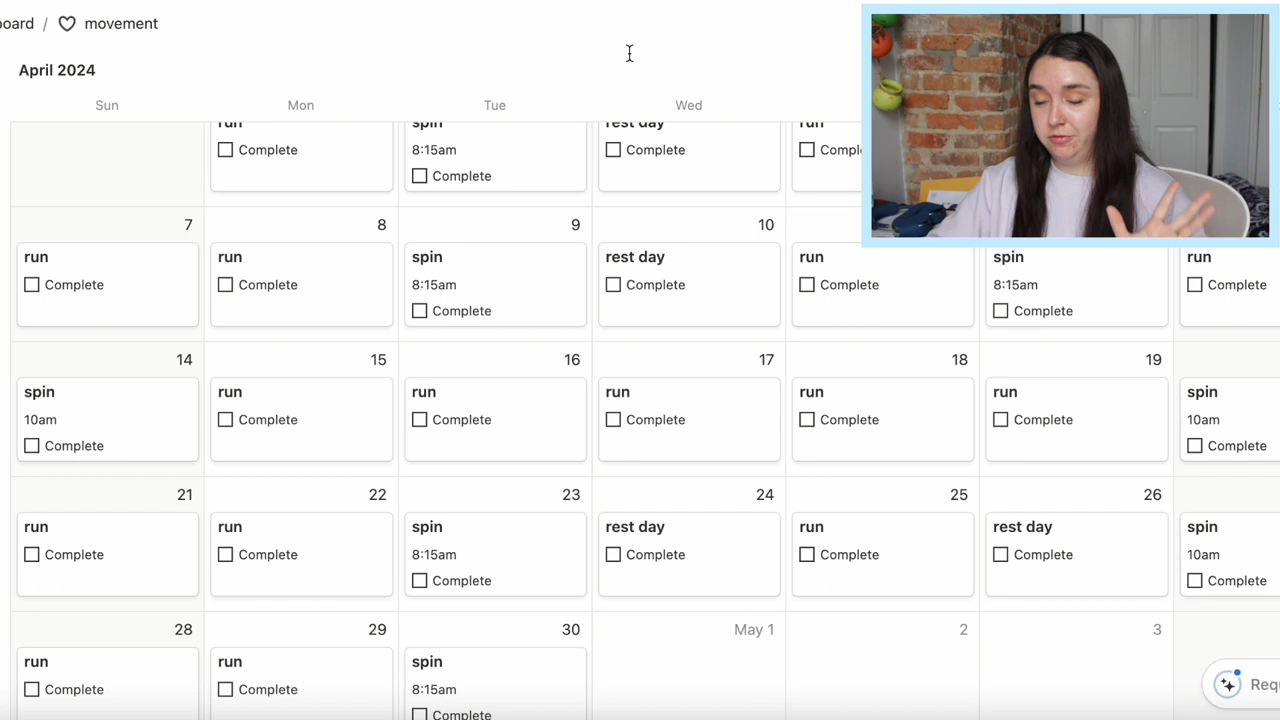 board / movement
April 2024
Sun Mon Tue Wed
run spin rest day run
8:15am
Complete Complete Complete Compl
7 8 9 10
run run spin rest day run spin run
Complete Complete 8:15am Complete Complete 8:15am Complete
Complete Complete
14 15 16 17 18 19
spin run run run run run spin
10am Complete Complete Complete Complete Complete 10am
Complete Complete
21 22 23 24 25 26
run run spin rest day run rest day spin
Complete Complete 8:15am Complete Complete Complete 10am
Complete Complete
28 29 30 May 1 2 3
run run spin
Complete Complete 8:15am
Complete